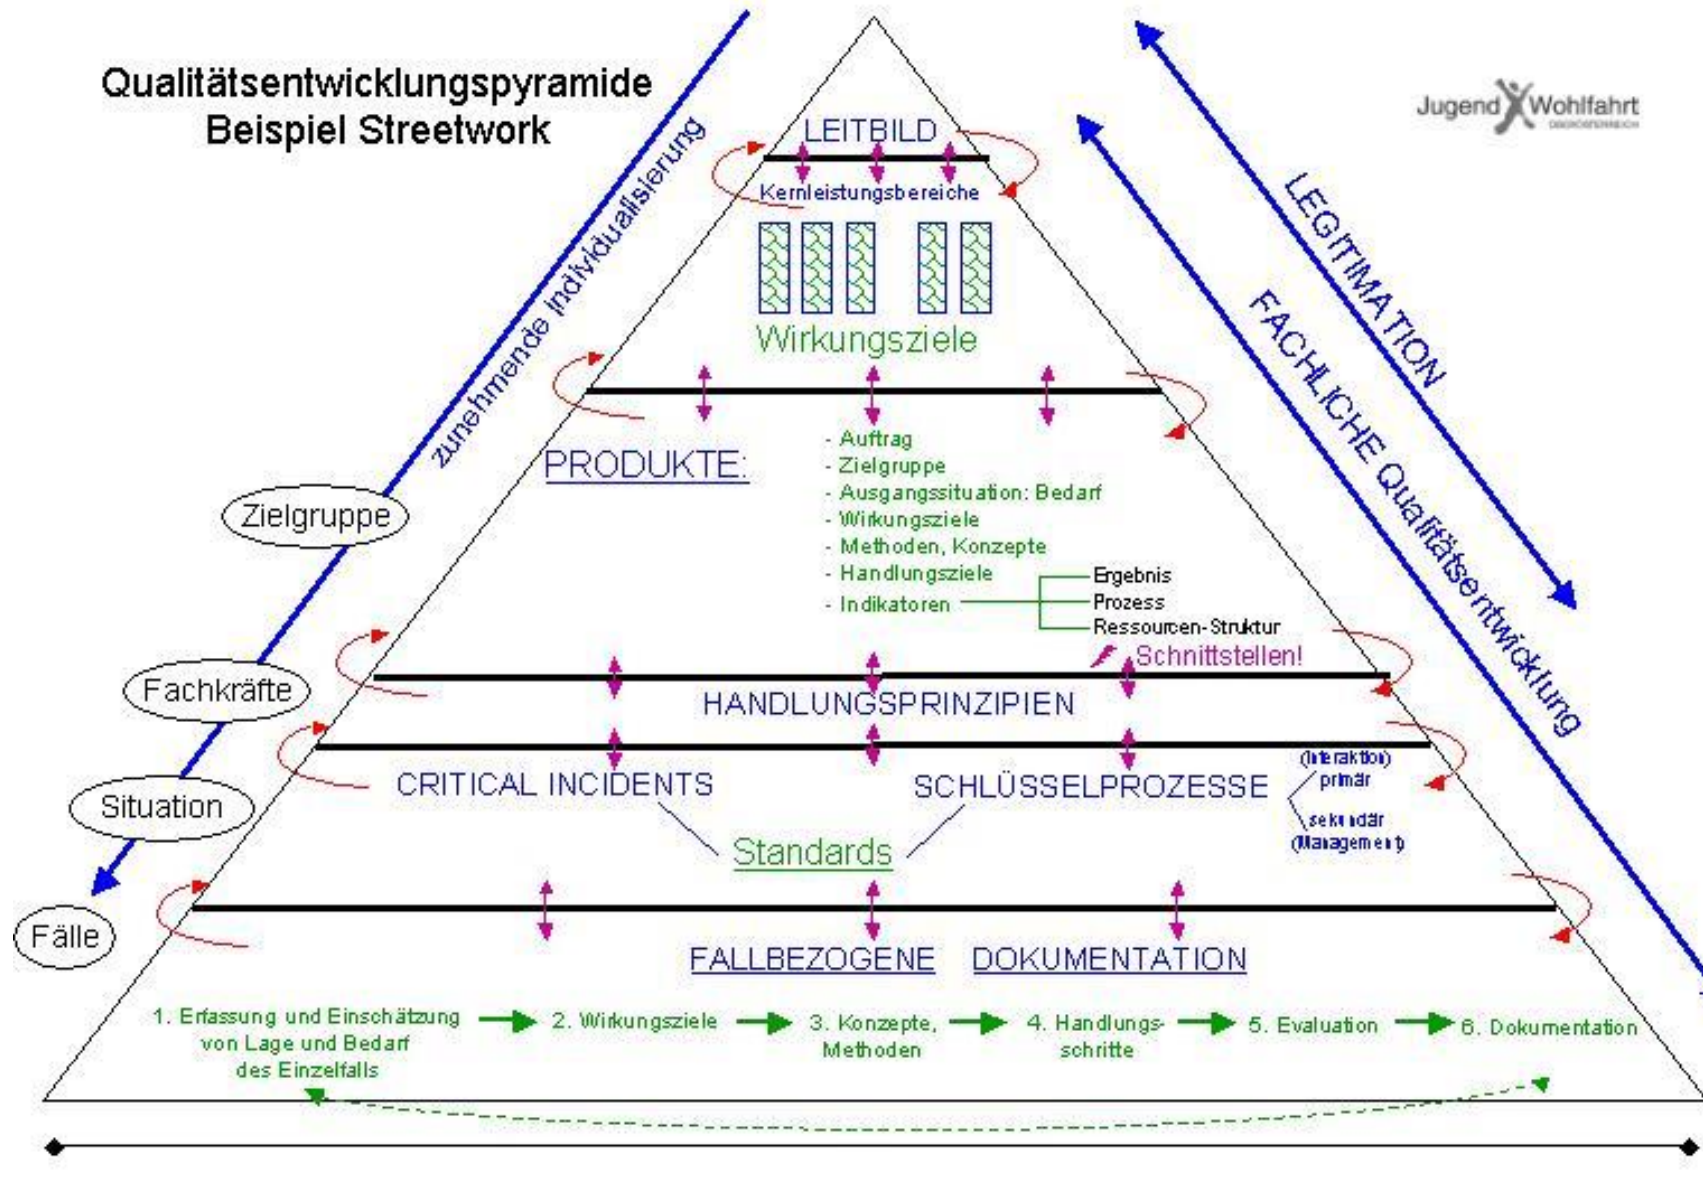 Qualitätsentwicklungspyramide
Beispiel Streetwork
Jugend Wohlfahrt
OBERÖSTERREICH
zunehmende Individualisierung
LEGITIMATION
FACHLICHE Qualitätsentwicklung
LEITBILD
Kernleistungsbereiche
Wirkungsziele
PRODUKTE:
- Auftrag
- Zielgruppe
- Ausgangssituation: Bedarf
- Wirkungsziele
- Methoden, Konzepte
- Handlungsziele
- Indikatoren
Ergebnis
Prozess
Ressourcen-Struktur
Schnittstellen!
Zielgruppe
Fachkräfte
Situation
Fälle
HANDLUNGSPRINZIPIEN
CRITICAL INCIDENTS
SCHLÜSSELPROZESSE
(Interaktion)
primär
sekundär
(Management)
Standards
FALLBEZOGENE DOKUMENTATION
1. Erfassung und Einschätzung
von Lage und Bedarf
des Einzelfalls
2. Wirkungsziele
3. Konzepte,
Methoden
4. Handlungs-
schritte
5. Evaluation
6. Dokumentation